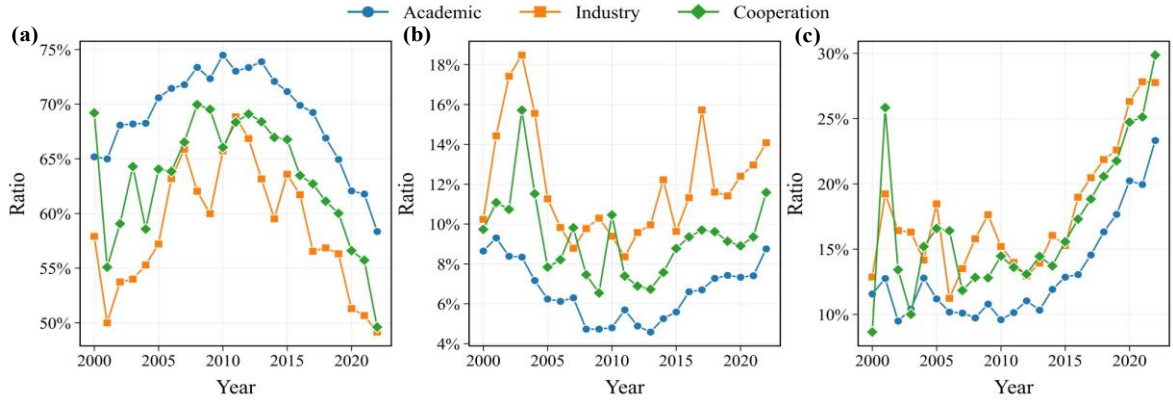 Academic Industry Cooperation
(a) (b) (c)
75%
70%
65%
60%
55%
50%
Ratio
2000 2005 2010 2015 2020
Year
18%
16%
14%
12%
10%
8%
6%
4%
Ratio
2000 2005 2010 2015 2020
Year
30%
25%
20%
15%
10%
Ratio
2000 2005 2010 2015 2020
Year